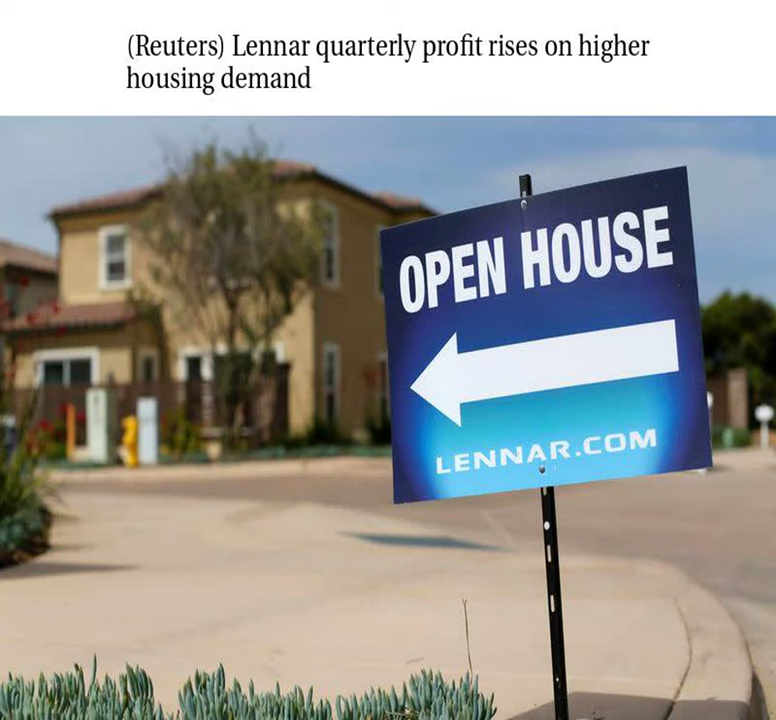 (Reuters) Lennar quarterly profit rises on higher
housing demand
OPEN HOUSE
LENNAR.COM